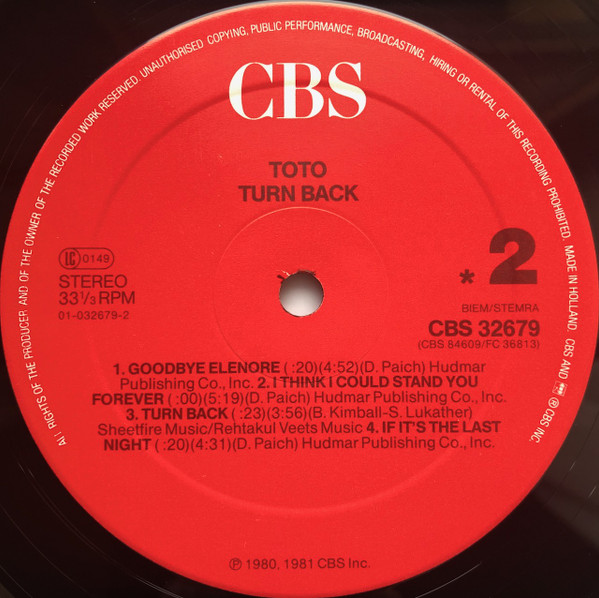 ALL RIGHTS OF THE PRODUCER AND OF THE OWNER OF THE RECORDED WORK RESERVED. UNAUTHORISED COPYING, PUBLIC PERFORMANCE, BROADCASTING, HIRING OR RENTAL OF THIS RECORDING PROHIBITED. MADE IN HOLLAND. CBS AND ℗ CBS INC.
CBS
TOTO
TURN BACK
LC 0149
STEREO
33⅓ RPM
01-032679-2
* 2
BIEM/STEMRA
CBS 32679
(CBS 84609/FC 36813)
1. GOODBYE ELENORE ( :20)(4:52)(D. Paich) Hudmar
Publishing Co., Inc. 2. I THINK I COULD STAND YOU
FOREVER ( :00)(5:19)(D. Paich) Hudmar Publishing Co., Inc.
3. TURN BACK ( :23)(3:56)(B. Kimball-S. Lukather)
Sheetfire Music/Rehtakul Veets Music 4. IF IT'S THE LAST
NIGHT ( :20)(4:31)(D. Paich) Hudmar Publishing Co., Inc.
℗ 1980, 1981 CBS Inc.